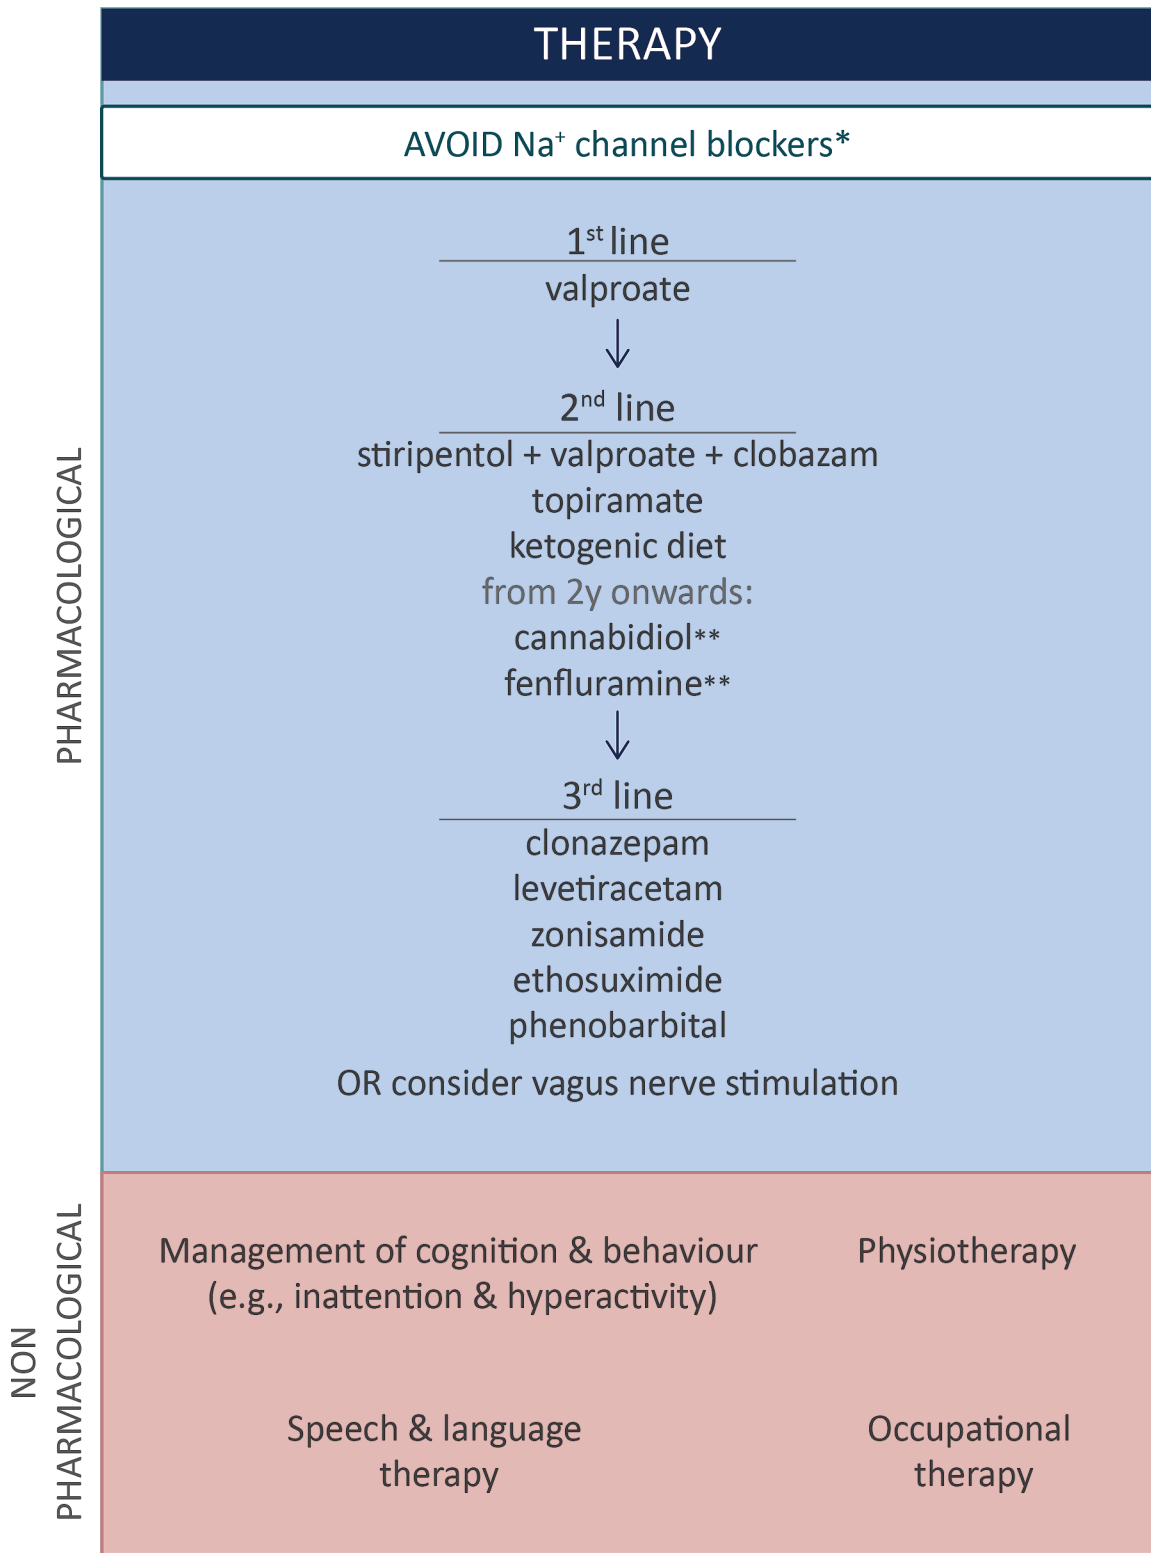 THERAPY
AVOID Na⁺ channel blockers*
PHARMACOLOGICAL
1ˢᵗ line
valproate
2ⁿᵈ line
stiripentol + valproate + clobazam
topiramate
ketogenic diet
from 2y onwards:
cannabidiol**
fenfluramine**
3ʳᵈ line
clonazepam
levetiracetam
zonisamide
ethosuximide
phenobarbital
OR consider vagus nerve stimulation
NON
PHARMACOLOGICAL
Management of cognition & behaviour
(e.g., inattention & hyperactivity)
Physiotherapy
Speech & language
therapy
Occupational
therapy